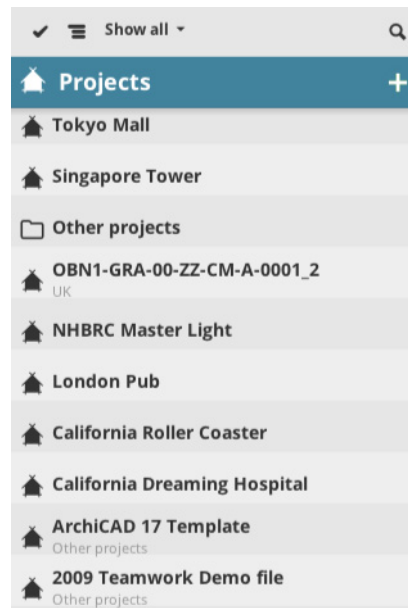 Show all
Projects
Tokyo Mall
Singapore Tower
Other projects
OBN1-GRA-00-ZZ-CM-A-0001_2
UK
NHBRC Master Light
London Pub
California Roller Coaster
California Dreaming Hospital
ArchiCAD 17 Template
Other projects
2009 Teamwork Demo file
Other projects